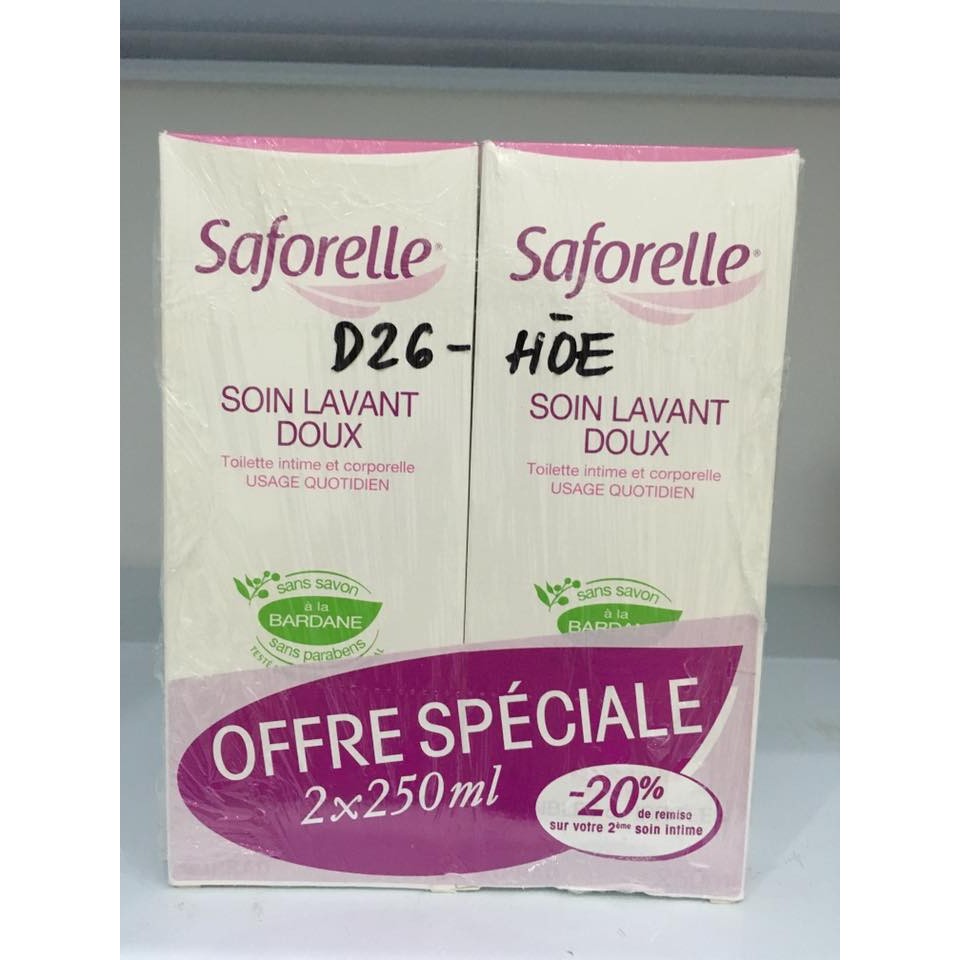 Saforelle®
D26-
SOIN LAVANT
DOUX
Toilette intime et corporelle
USAGE QUOTIDIEN
sans savon
à la
BARDANE
sans parabens
Saforelle®
HŌE
SOIN LAVANT
DOUX
Toilette intime et corporelle
USAGE QUOTIDIEN
sans savon
à la
OFFRE SPÉCIALE
2x250ml
-20%
de remise
sur votre 2ème soin intime